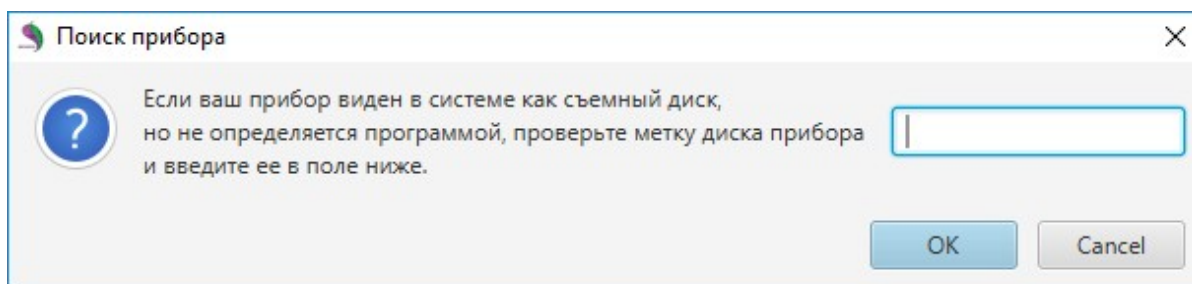 Поиск прибора
Если ваш прибор виден в системе как съемный диск,
но не определяется программой, проверьте метку диска прибора
и введите ее в поле ниже.
OK
Cancel